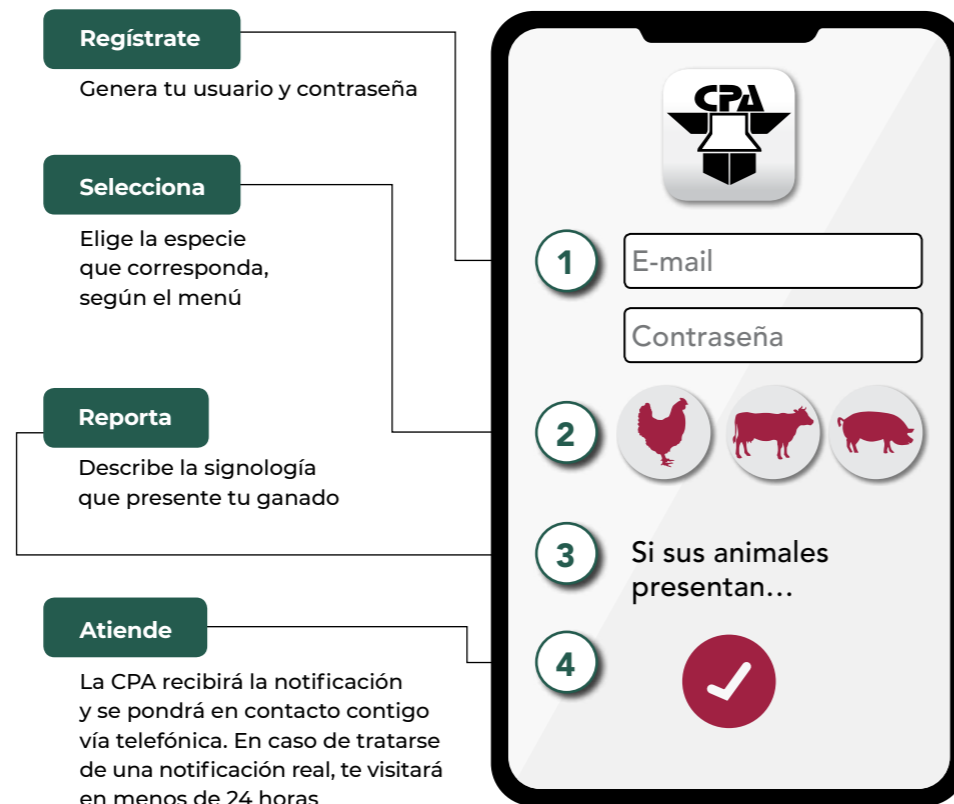 Regístrate
Genera tu usuario y contraseña
Selecciona
Elige la especie
que corresponda,
según el menú
Reporta
Describe la signología
que presente tu ganado
Atiende
La CPA recibirá la notificación
y se pondrá en contacto contigo
vía telefónica. En caso de tratarse
de una notificación real, te visitará
en menos de 24 horas
CPA
1
E-mail
Contraseña
2
3
Si sus animales
presentan...
4